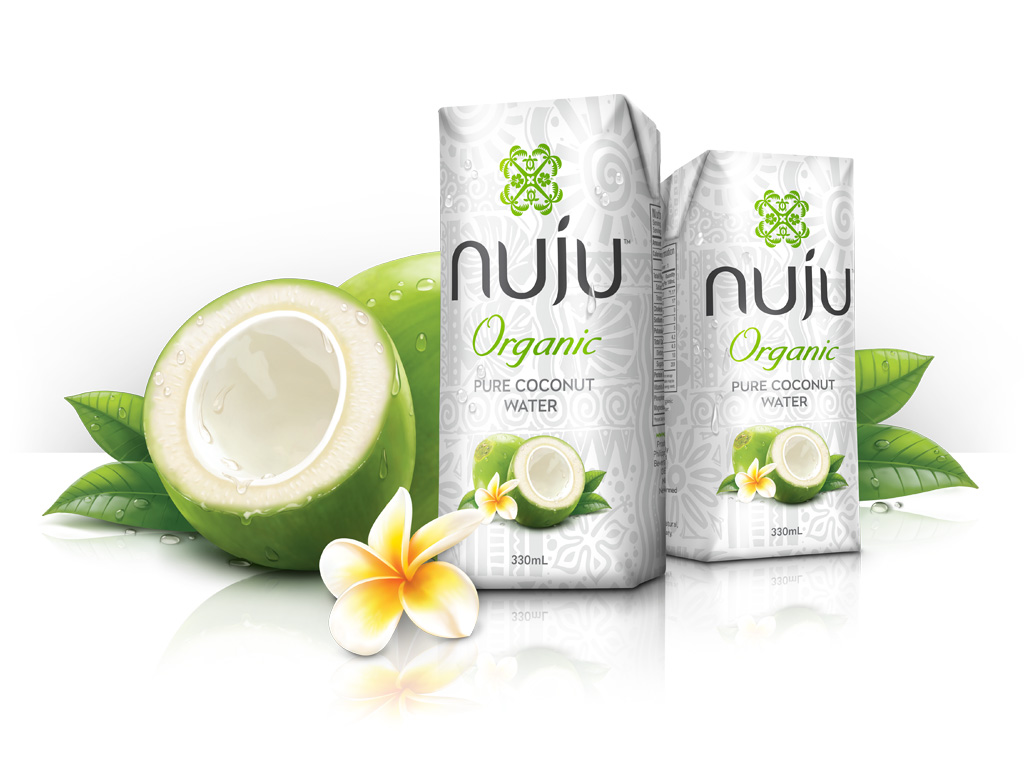 nuju™
Organic
PURE COCONUT
WATER
330mL
nuju
Organic
PURE COCONUT
WATER
330mL